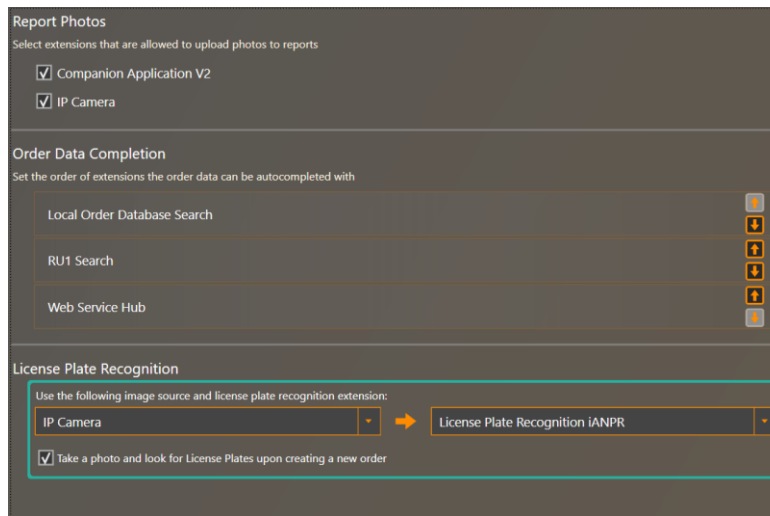 Report Photos
Select extensions that are allowed to upload photos to reports
Companion Application V2
IP Camera
Order Data Completion
Set the order of extensions the order data can be autocompleted with
Local Order Database Search
RU1 Search
Web Service Hub
License Plate Recognition
Use the following image source and license plate recognition extension:
IP Camera
License Plate Recognition iANPR
Take a photo and look for License Plates upon creating a new order